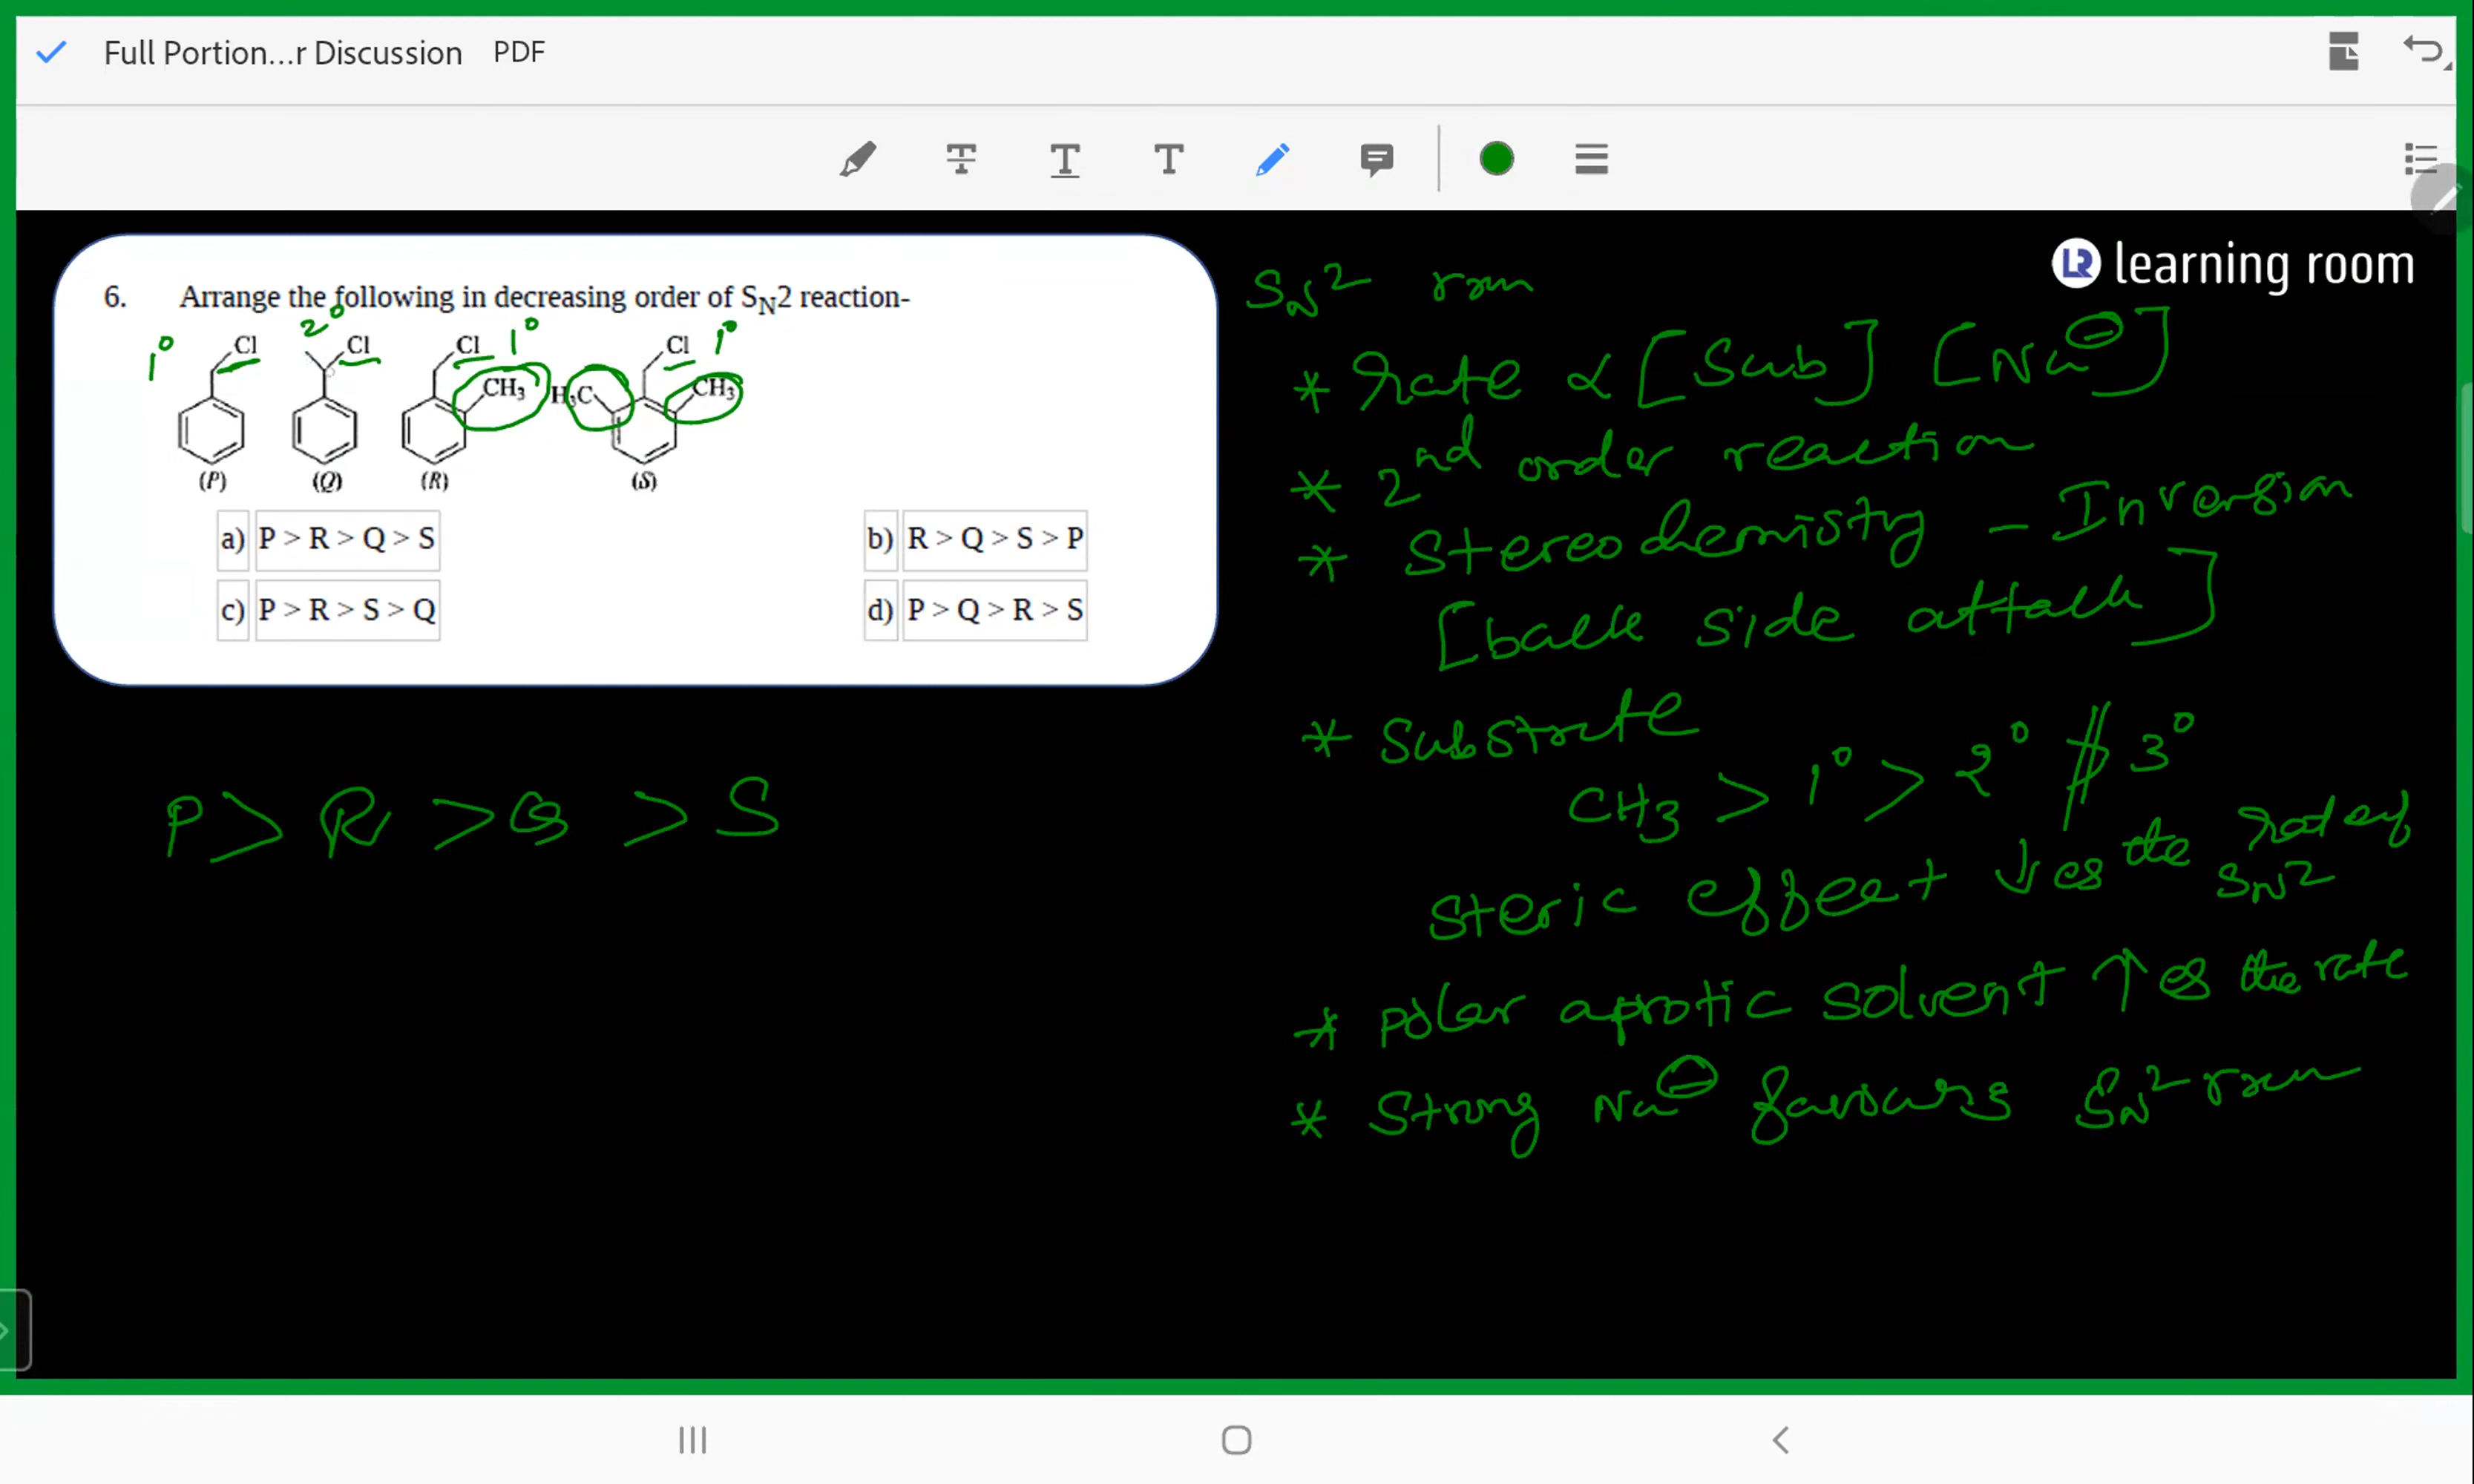 Full Portion...r Discussion PDF
learning room
6. Arrange the following in decreasing order of SN2 reaction-
1° Cl 2° Cl Cl 1° Cl 1°
CH3 H3C CH3
(P) (Q) (R) (S)
a) P > R > Q > S b) R > Q > S > P
c) P > R > S > Q d) P > Q > R > S
P > R > Q > S
SN2 rxn
* Rate ∝ [Sub] [Nu⊖]
* 2nd order reaction
* Stereochemistry - Inversion
[back side attack]
* Substrate
CH3 > 1° > 2° 3°
steric effect ↓es the rate of SN2
* polar aprotic solvent ↑es the rate
* Strong Nu⊖ favours SN2 rxn